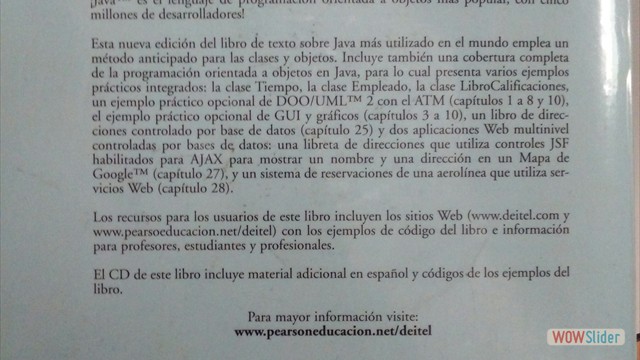 ¡Java™ es el lenguaje de programación orientada a objetos más popular, con cinco
millones de desarrolladores!
Esta nueva edición del libro de texto sobre Java más utilizado en el mundo emplea un
método anticipado para las clases y objetos. Incluye también una cobertura completa
de la programación orientada a objetos en Java, para lo cual presenta varios ejemplos
prácticos integrados: la clase Tiempo, la clase Empleado, la clase LibroCalificaciones,
un ejemplo práctico opcional de DOO/UML™ 2 con el ATM (capítulos 1 a 8 y 10),
el ejemplo práctico opcional de GUI y gráficos (capítulos 3 a 10), un libro de direc-
ciones controlado por base de datos (capítulo 25) y dos aplicaciones Web multinivel
controladas por bases de datos: una libreta de direcciones que utiliza controles JSF
habilitados para AJAX para mostrar un nombre y una dirección en un Mapa de
Google™ (capítulo 27), y un sistema de reservaciones de una aerolínea que utiliza ser-
vicios Web (capítulo 28).
Los recursos para los usuarios de este libro incluyen los sitios Web (www.deitel.com y
www.pearsoneducacion.net/deitel) con los ejemplos de código del libro e información
para profesores, estudiantes y profesionales.
El CD de este libro incluye material adicional en español y códigos de los ejemplos del
libro.
Para mayor información visite:
www.pearsoneducacion.net/deitel
WOWSlider